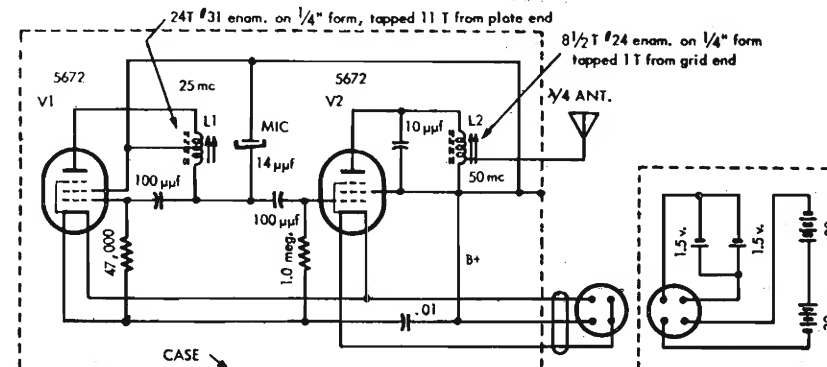 24T #31 enam. on 1/4" form, tapped 11 T from plate end
8 1/2 T #24 enam. on 1/4" form
tapped 1 T from grid end
5672
V1
25 mc
L1
MIC
14 μμf
5672
V2
10 μμf
L2
50 mc
λ/4 ANT.
100 μμf
100 μμf
47,000
1.0 meg.
B+
.01
1.5 v.
1.5 v.
CASE